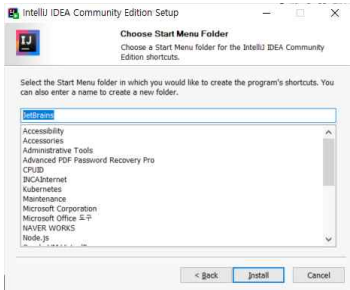 IntelliJ IDEA Community Edition Setup
Choose Start Menu Folder
Choose a Start Menu folder for the IntelliJ IDEA Community
Edition shortcuts.
Select the Start Menu folder in which you would like to create the program's shortcuts. You
can also enter a name to create a new folder.
JetBrains
Accessibility
Accessories
Administrative Tools
Advanced PDF Password Recovery Pro
CPUID
INCAInternet
Kubernetes
Maintenance
Microsoft Corporation
Microsoft Office 도구
NAVER WORKS
Node.js
< Back Install Cancel